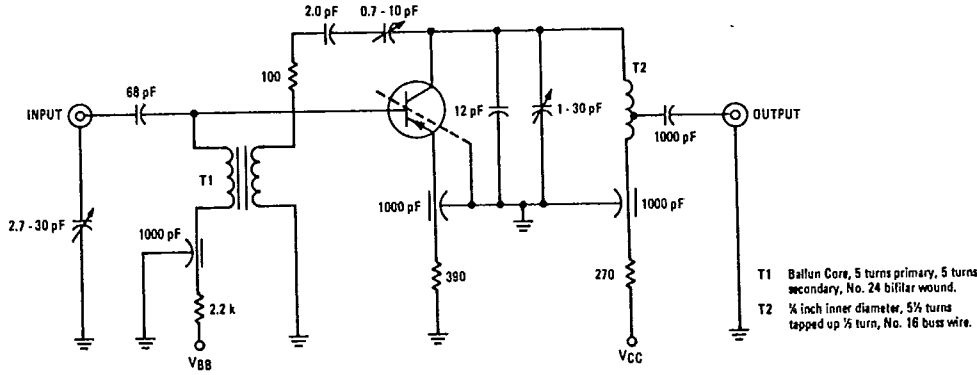 2.0 pF
0.7 - 10 pF
T2
100
68 pF
INPUT
12 pF
1 - 30 pF
OUTPUT
1000 pF
T1
2.7 - 30 pF
1000 pF
1000 pF
1000 pF
390
270
2.2 k
VBB
VCC
T1 Ballun Core, 5 turns primary, 5 turns
secondary, No. 24 bifilar wound.
T2 ¼ inch inner diameter, 5½ turns
tapped up ½ turn, No. 16 buss wire.